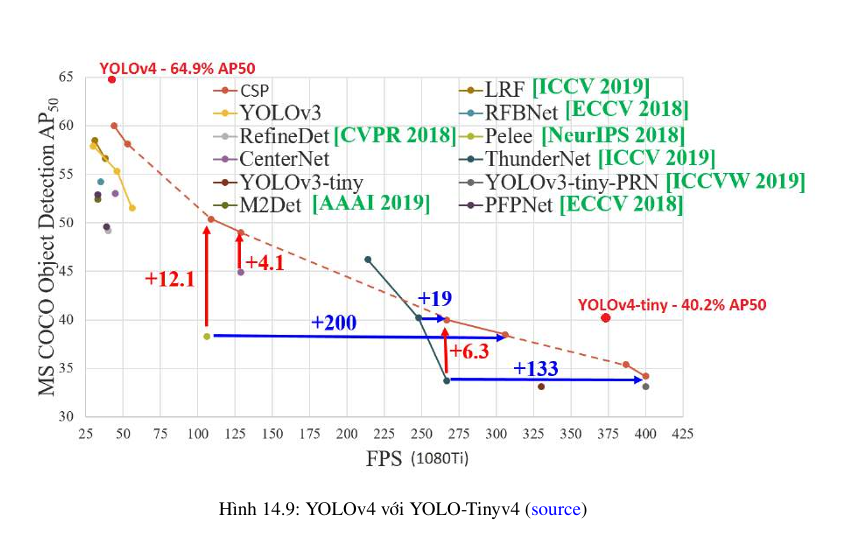 YOLOv4 - 64.9% AP50
MS COCO Object Detection AP50
65
60
55
50
45
40
35
30
CSP
LRF [ICCV 2019]
YOLOv3
RFBNet [ECCV 2018]
RefineDet [CVPR 2018]
Pelee [NeurIPS 2018]
CenterNet
ThunderNet [ICCV 2019]
YOLOv3-tiny
YOLOv3-tiny-PRN [ICCVW 2019]
M2Det [AAAI 2019]
PFPNet [ECCV 2018]
+12.1
+4.1
+19
YOLOv4-tiny - 40.2% AP50
+200
+6.3
+133
25 50 75 100 125 150 175 200 225 250 275 300 325 350 375 400 425
FPS (1080Ti)
Hình 14.9: YOLOv4 với YOLO-Tinyv4 (source)